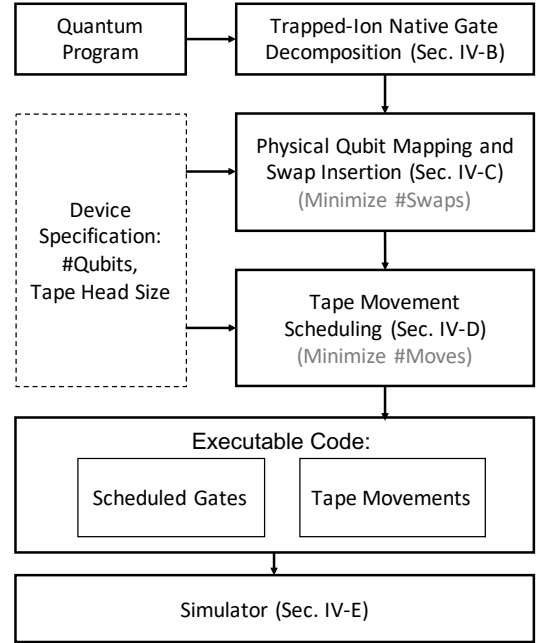 Quantum
Program
Trapped-Ion Native Gate
Decomposition (Sec. IV-B)
Device
Specification:
#Qubits,
Tape Head Size
Physical Qubit Mapping and
Swap Insertion (Sec. IV-C)
(Minimize #Swaps)
Tape Movement
Scheduling (Sec. IV-D)
(Minimize #Moves)
Executable Code:
Scheduled Gates
Tape Movements
Simulator (Sec. IV-E)